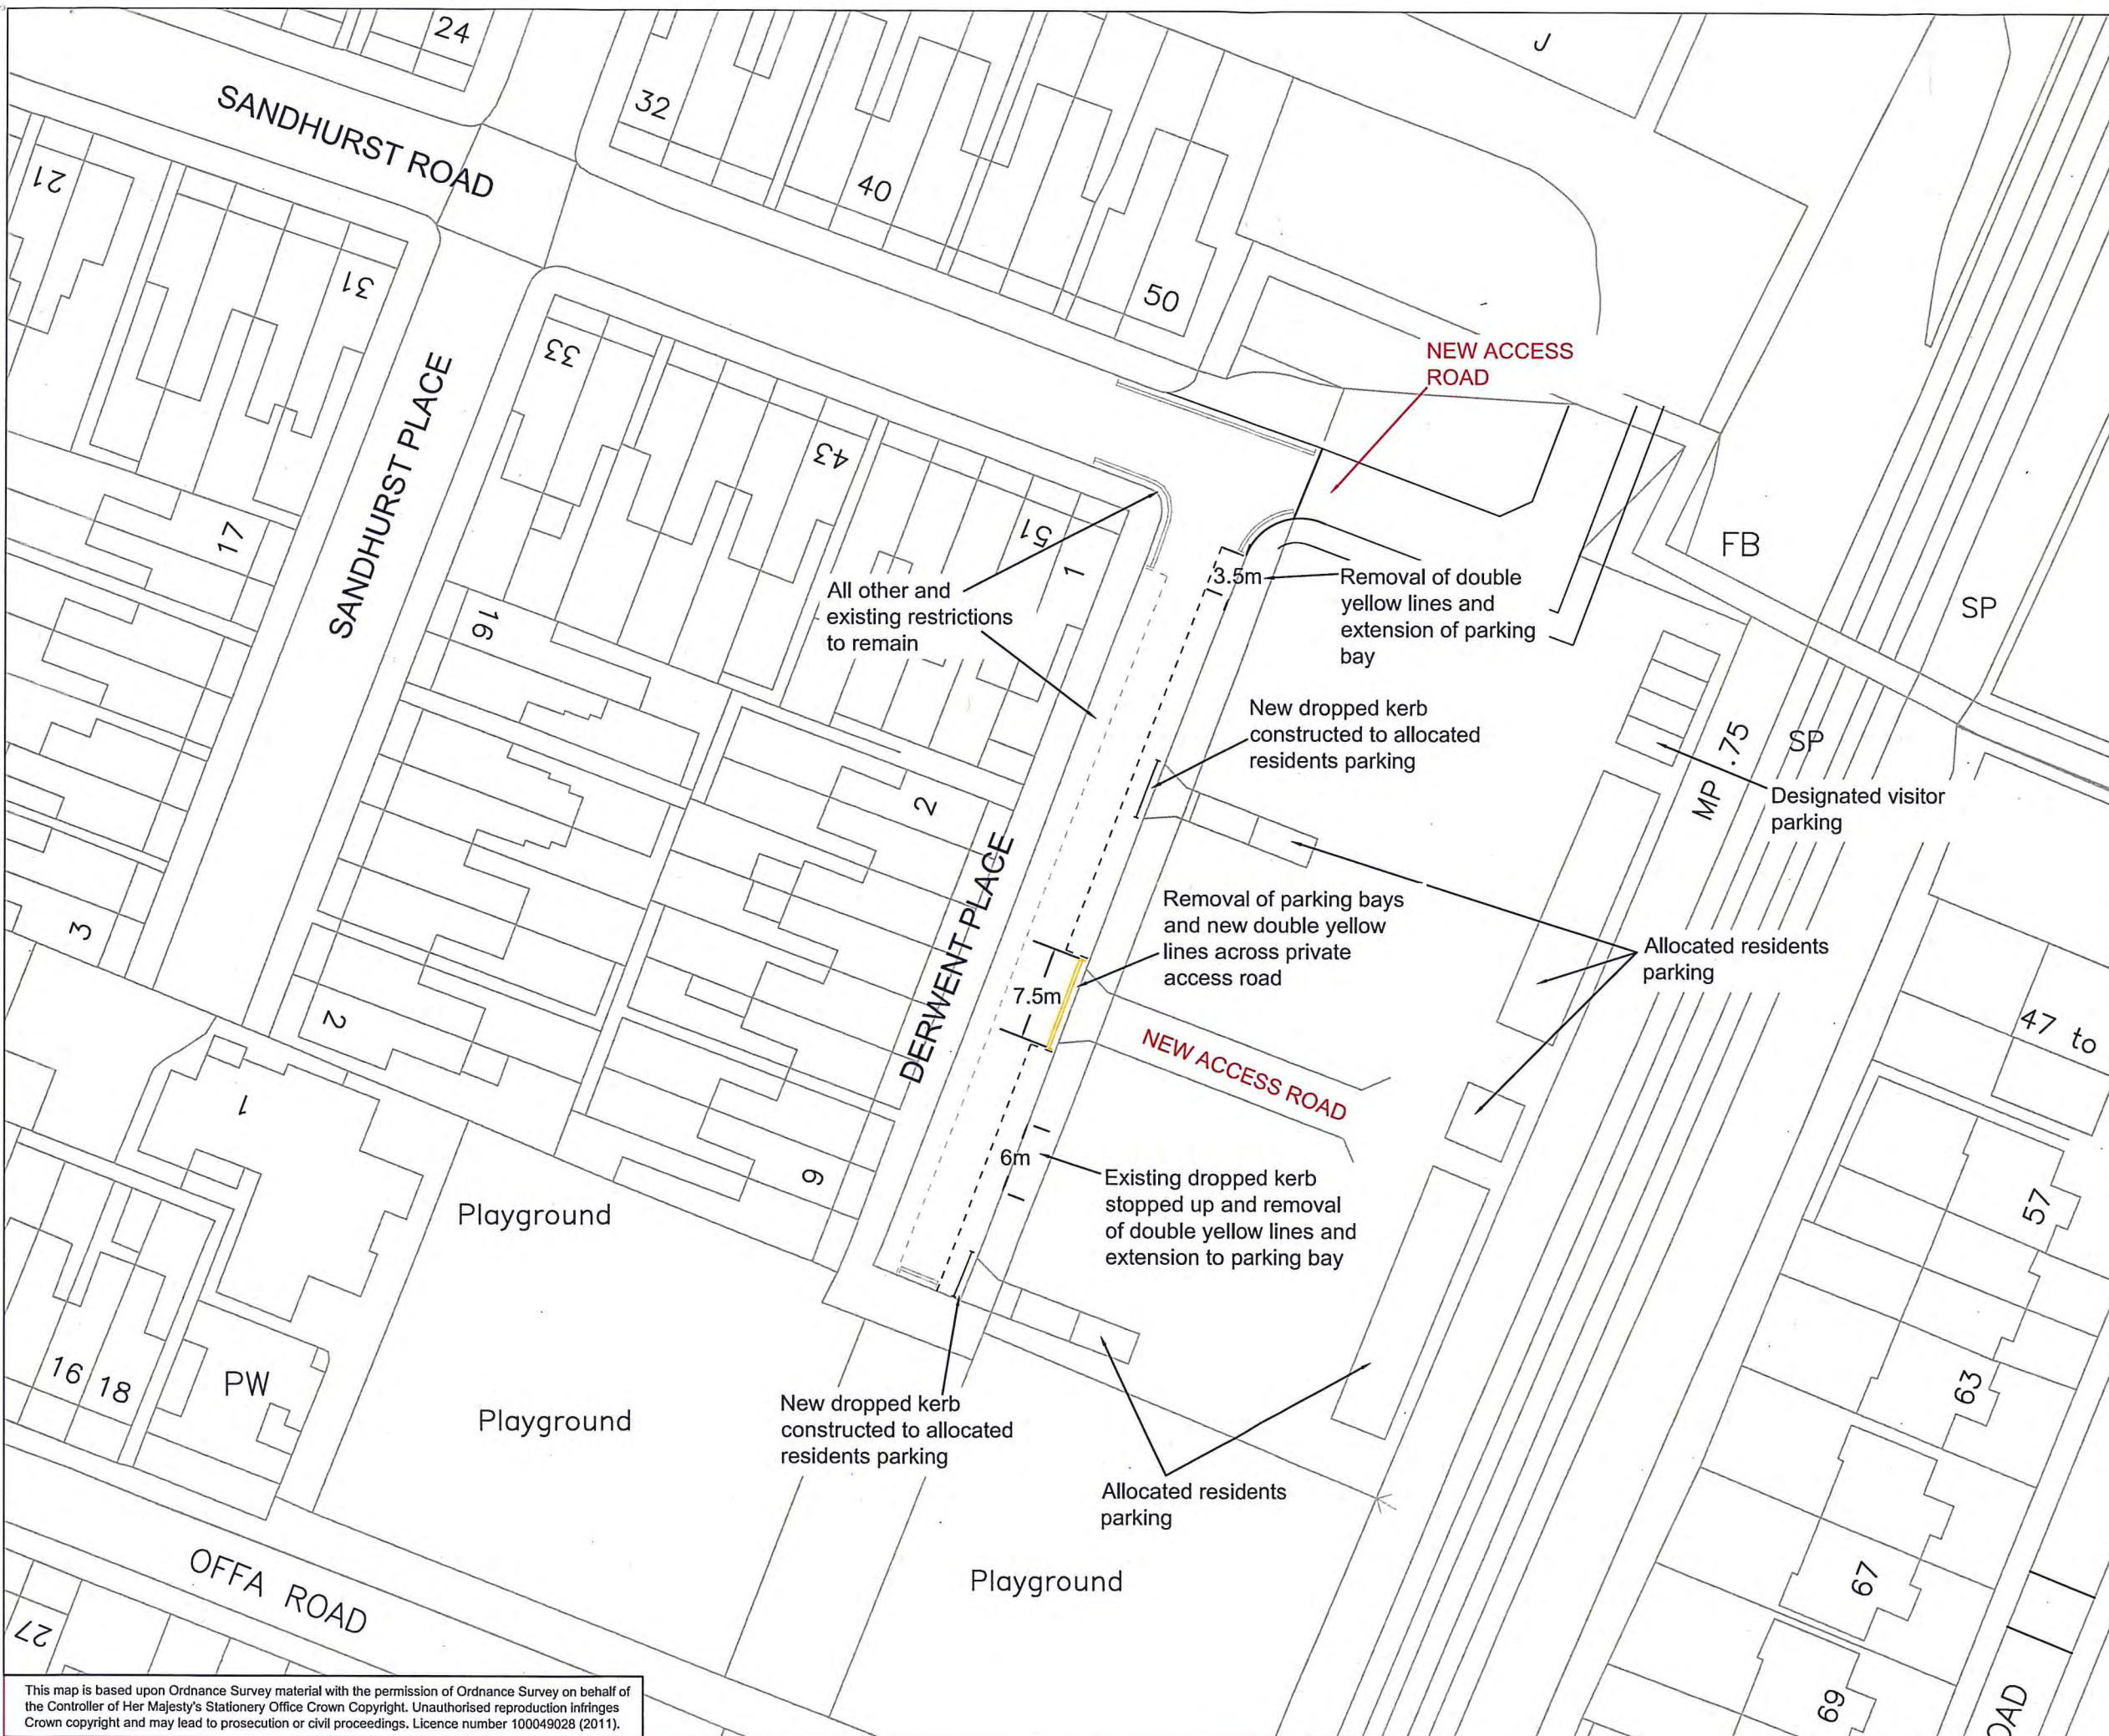 24
SANDHURST ROAD
32
J
21
40
31
50
33
NEW ACCESS
ROAD
SANDHURST PLACE
43
17
51
1
FB
3.5m
Removal of double
yellow lines and
extension of parking
bay
All other and
existing restrictions
to remain
SP
16
New dropped kerb
constructed to allocated
residents parking
MP .75
SP
Designated visitor
parking
2
DERWENT PLACE
3
Removal of parking bays
and new double yellow
lines across private
access road
Allocated residents
parking
7.5m
2
NEW ACCESS ROAD
47 to
1
6m
Existing dropped kerb
stopped up and removal
of double yellow lines and
extension to parking bay
6
57
Playground
16
18
PW
63
New dropped kerb
constructed to allocated
residents parking
Playground
Allocated residents
parking
OFFA ROAD
Playground
67
27
69
OAD
This map is based upon Ordnance Survey material with the permission of Ordnance Survey on behalf of
the Controller of Her Majesty's Stationery Office Crown Copyright. Unauthorised reproduction infringes
Crown copyright and may lead to prosecution or civil proceedings. Licence number 100049028 (2011).